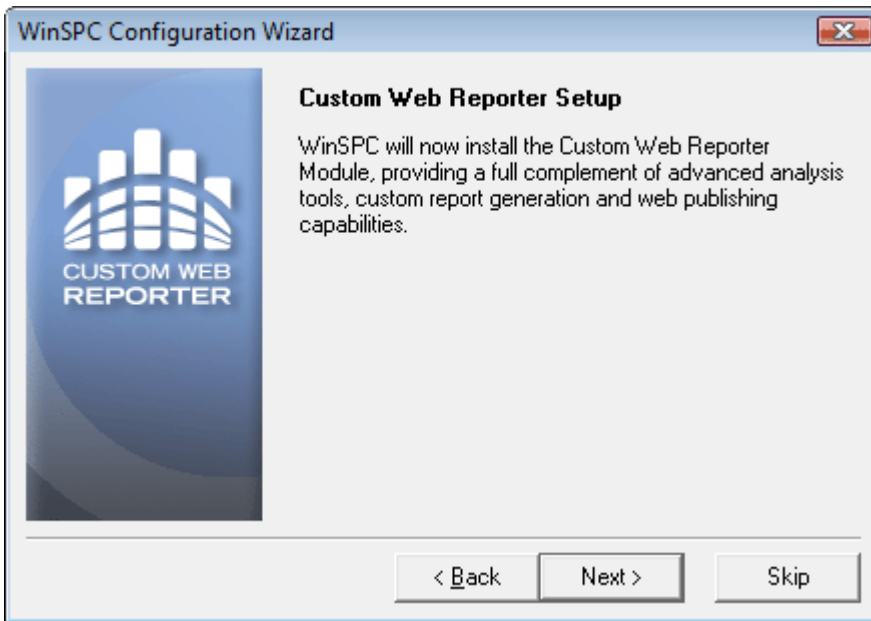 WinSPC Configuration Wizard
Custom Web Reporter Setup
WinSPC will now install the Custom Web Reporter
Module, providing a full complement of advanced analysis
tools, custom report generation and web publishing
capabilities.
CUSTOM WEB
REPORTER
< Back
Next >
Skip